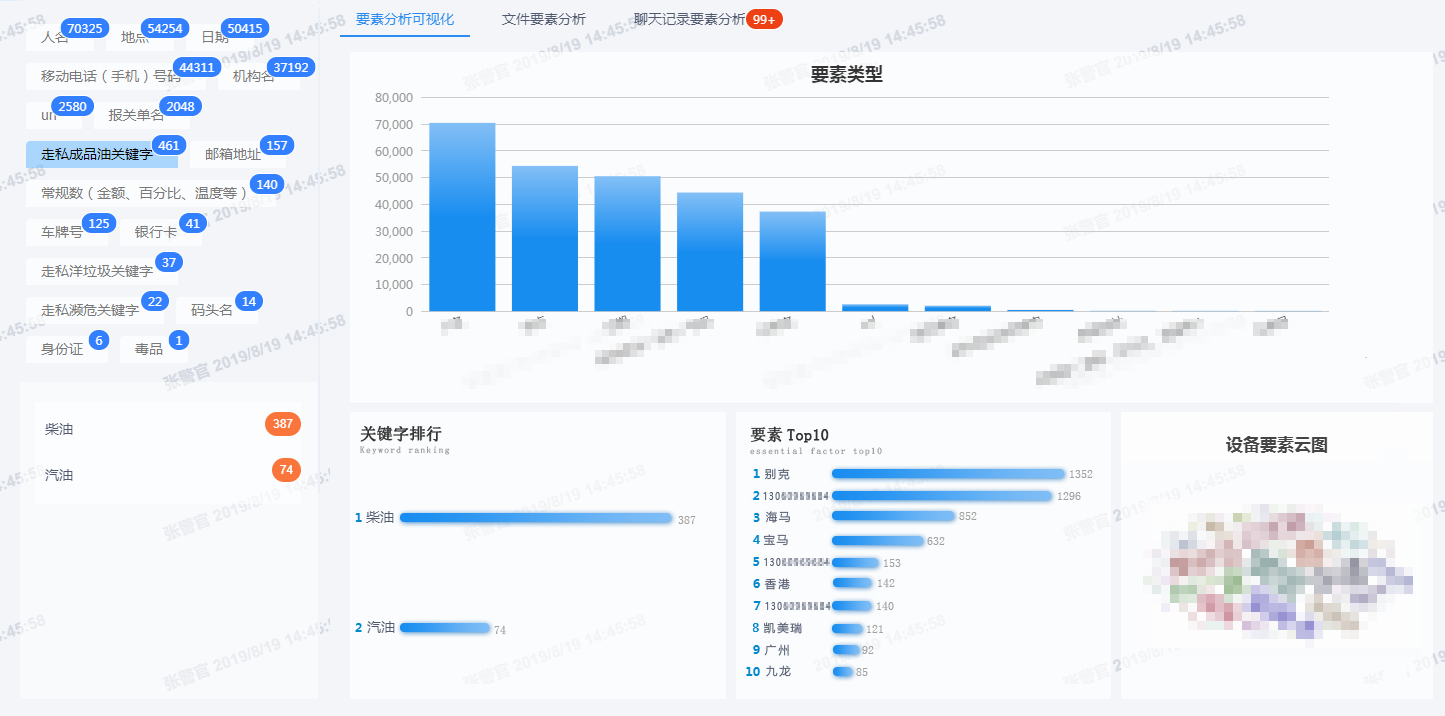 要素分析可视化 文件要素分析 聊天记录要素分析 99+
人名 70325 地点 54254 日期 50415
移动电话（手机）号码 44311 机构名 37192
url 2580 报关单名 2048
走私成品油关键字 461 邮箱地址 157
常规数（金额、百分比、温度等） 140
车牌号 125 银行卡 41
走私洋垃圾关键字 37
走私濒危关键字 22 码头名 14
身份证 6 毒品 1
柴油 387
汽油 74
要素类型
80,000
70,000
60,000
50,000
40,000
30,000
20,000
10,000
0
关键字排行
Keyword ranking
1 柴油 387
2 汽油 74
要素 Top10
essential factor top10
1 别克 1352
2 1296
3 海马 852
4 宝马 632
5 153
6 香港 142
7 140
8 凯美瑞 121
9 广州 92
10 九龙 85
设备要素云图
张警官 2019/8/19 14:45:58